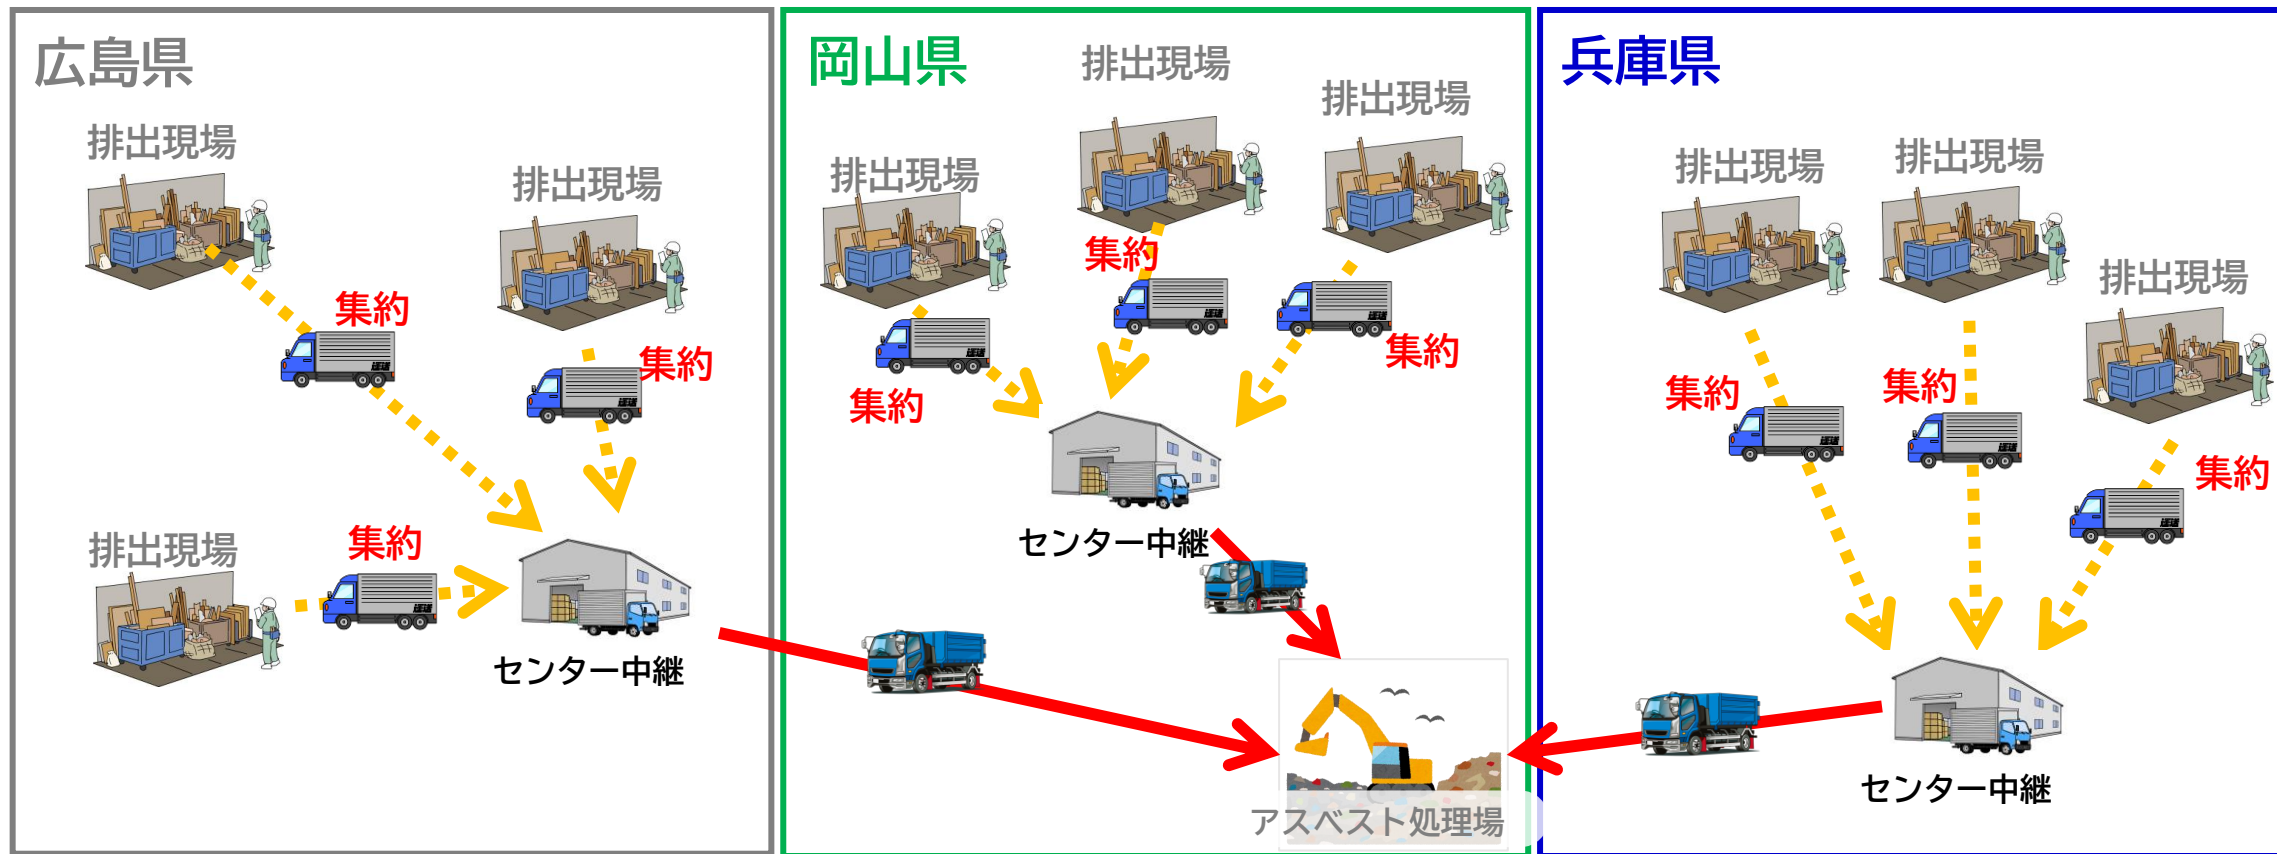 広島県
排出現場
排出現場
集約
集約
排出現場
集約
センター中継
岡山県
排出現場
排出現場
排出現場
集約
集約
集約
センター中継
アスベスト処理場
兵庫県
排出現場
排出現場
排出現場
集約
集約
集約
センター中継